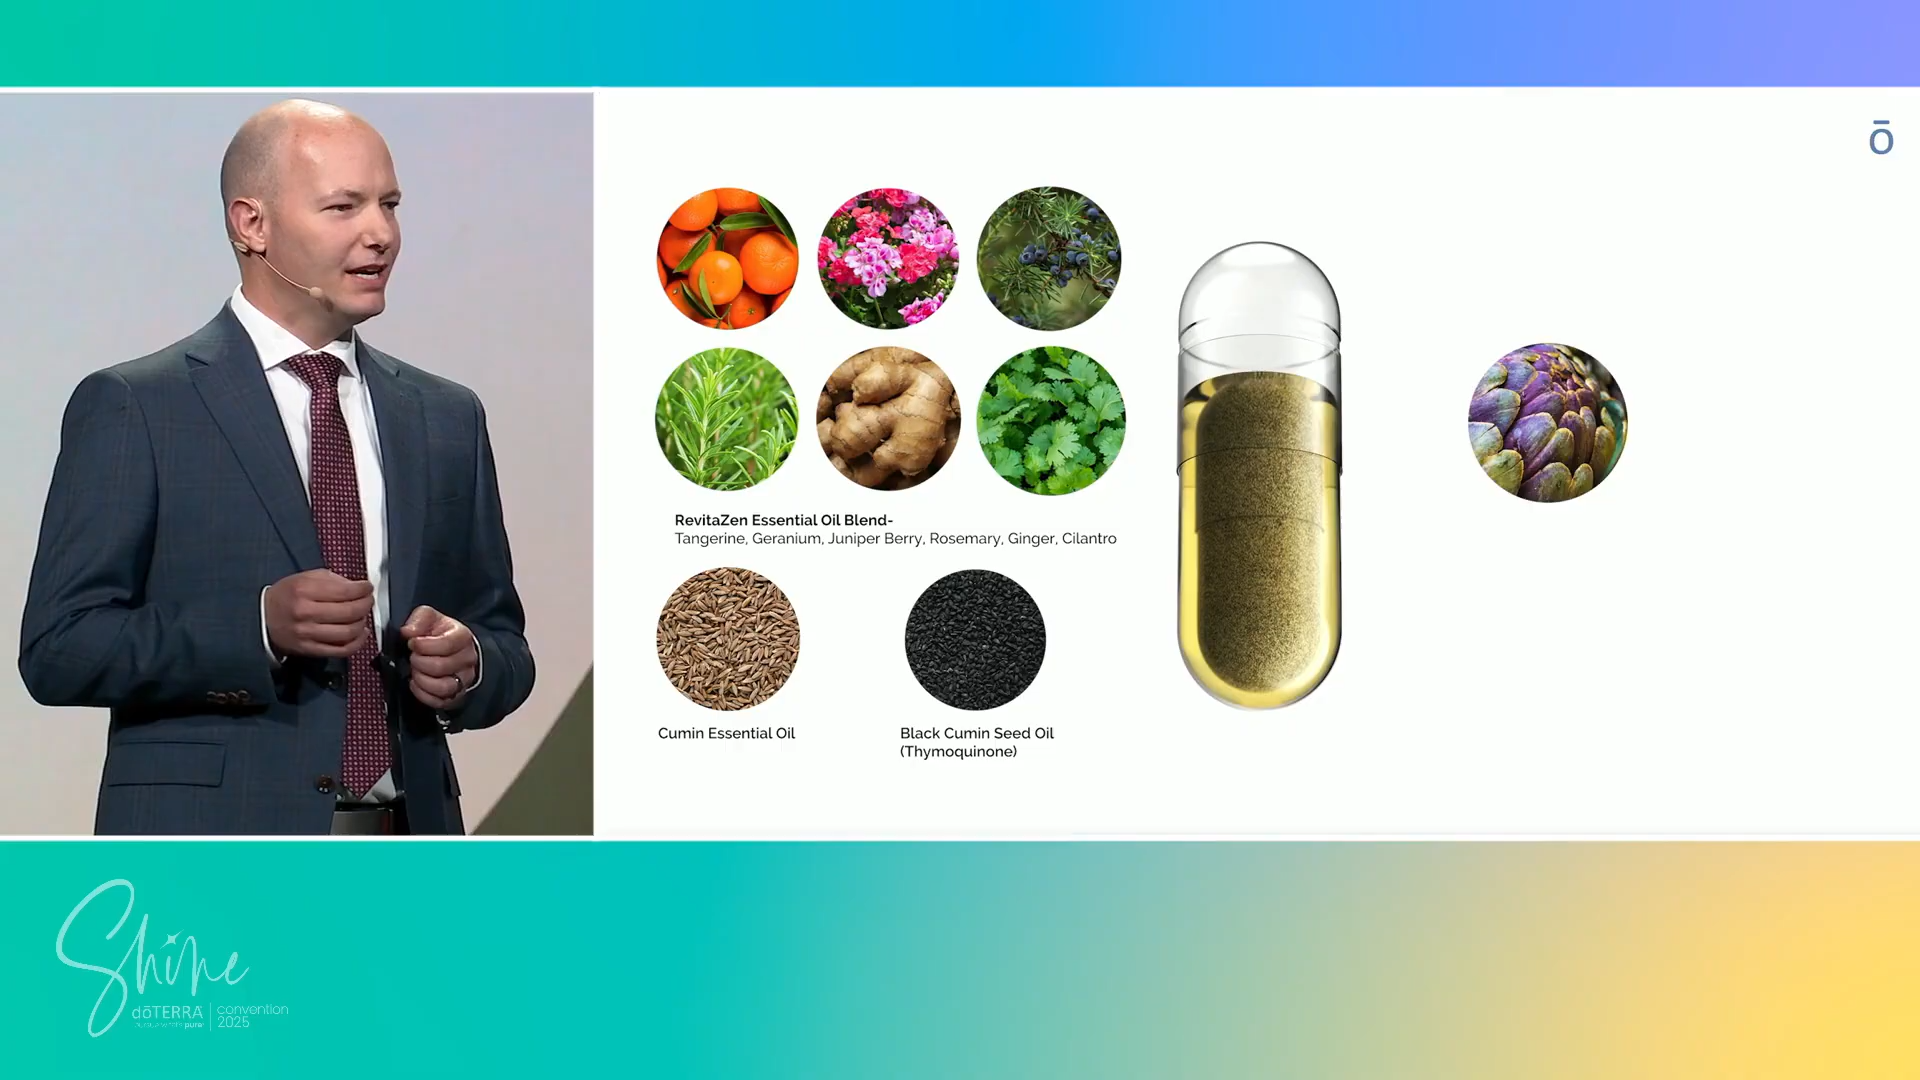 ō
RevitaZen Essential Oil Blend-
Tangerine, Geranium, Juniper Berry, Rosemary, Ginger, Cilantro
Cumin Essential Oil
Black Cumin Seed Oil
(Thymoquinone)
Shine
dōTERRA
convention
2025